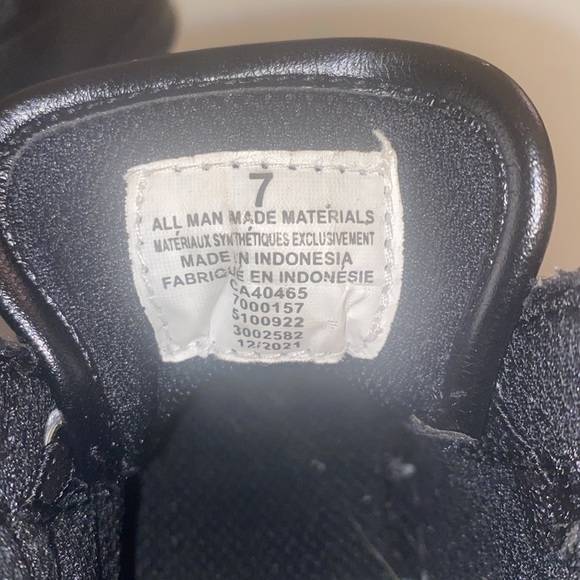 7
ALL MAN MADE MATERIALS
MATÉRIAUX SYNTHÉTIQUES EXCLUSIVEMENT
MADE IN INDONESIA
FABRIQUÉ EN INDONÉSIE
CA40465
7000157
5100922
3002582
12/2021